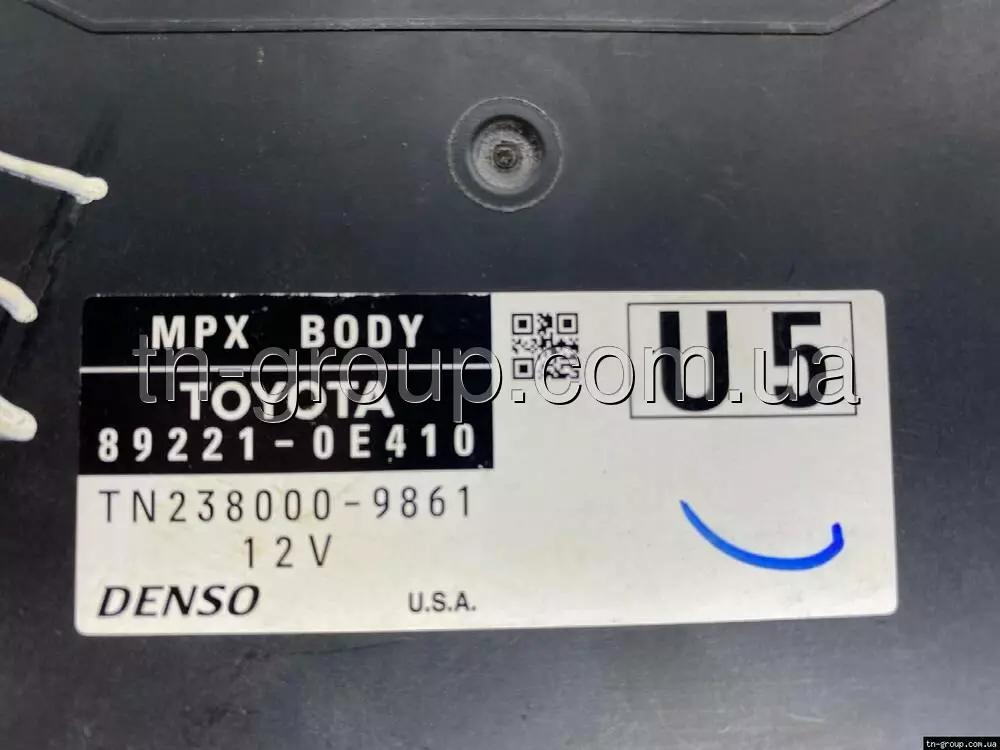 MPX BODY
U5
tn-group.com.ua
TOYOTA
89221-0E410
TN238000-9861
12V
DENSO U.S.A.
tn-group.com.ua